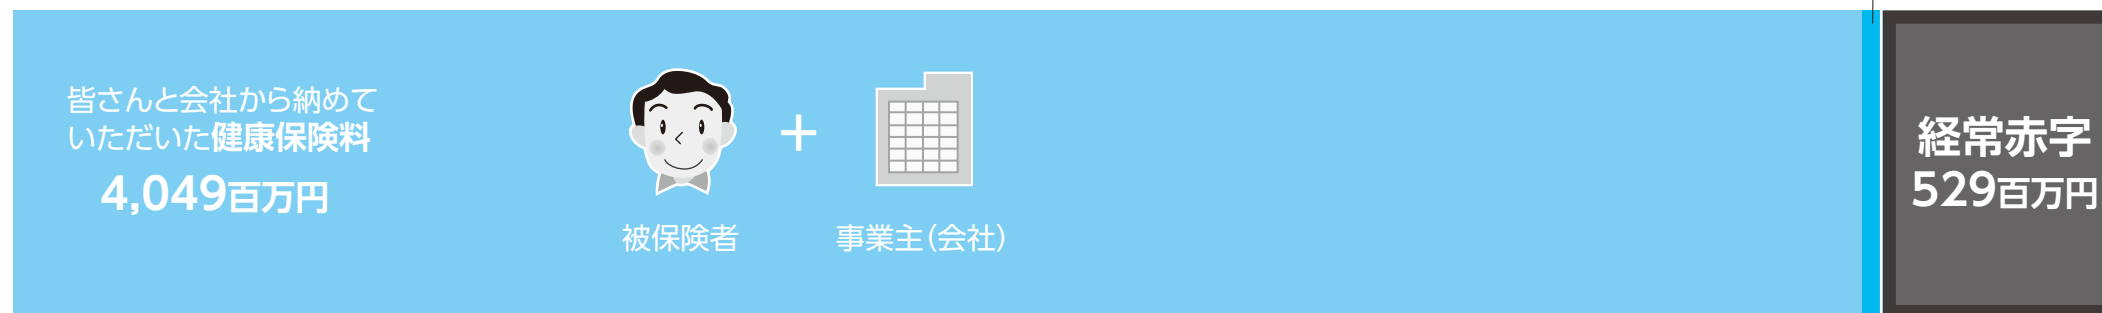 皆さんと会社から納めて
いただいた健康保険料
4,049百万円
被保険者
+
事業主(会社)
経常赤字
529百万円